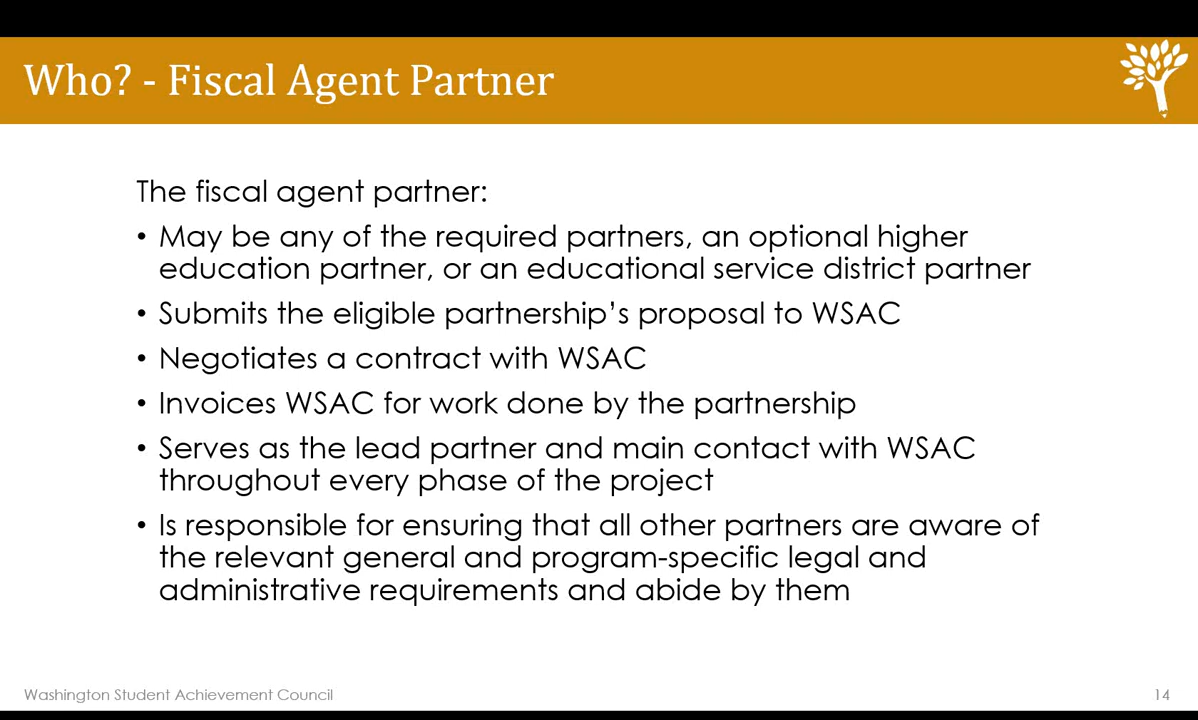 Who? - Fiscal Agent Partner
The fiscal agent partner:
• May be any of the required partners, an optional higher
education partner, or an educational service district partner
• Submits the eligible partnership’s proposal to WSAC
• Negotiates a contract with WSAC
• Invoices WSAC for work done by the partnership
• Serves as the lead partner and main contact with WSAC
throughout every phase of the project
• Is responsible for ensuring that all other partners are aware of
the relevant general and program-specific legal and
administrative requirements and abide by them
Washington Student Achievement Council
14